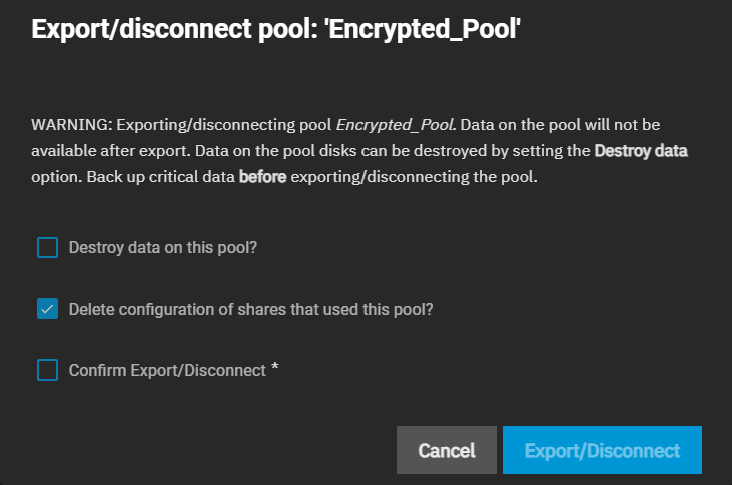 Export/disconnect pool: 'Encrypted_Pool'
WARNING: Exporting/disconnecting pool Encrypted_Pool. Data on the pool will not be
available after export. Data on the pool disks can be destroyed by setting the Destroy data
option. Back up critical data before exporting/disconnecting the pool.
Destroy data on this pool?
Delete configuration of shares that used this pool?
Confirm Export/Disconnect *
Cancel Export/Disconnect